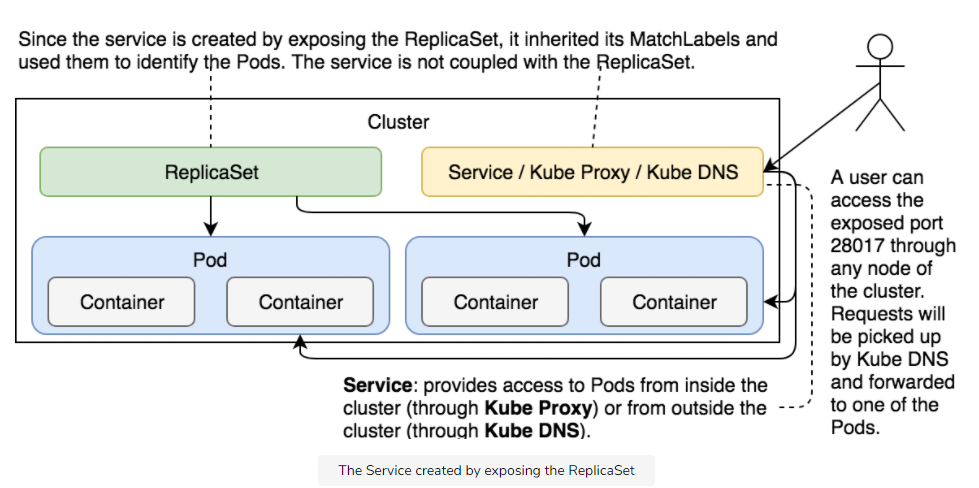 Since the service is created by exposing the ReplicaSet, it inherited its MatchLabels and
used them to identify the Pods. The service is not coupled with the ReplicaSet.
Cluster
ReplicaSet
Service / Kube Proxy / Kube DNS
Pod
Container
Container
Pod
Container
Container
A user can
access the
exposed port
28017 through
any node of
the cluster.
Requests will
be picked up
by Kube DNS
and forwarded
to one of the
Pods.
Service: provides access to Pods from inside the
cluster (through Kube Proxy) or from outside the
cluster (through Kube DNS).
The Service created by exposing the ReplicaSet